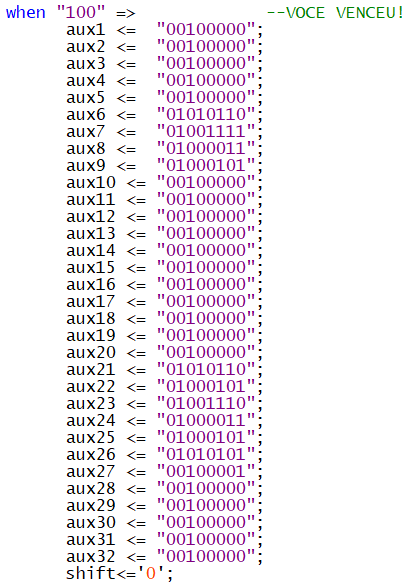 when "100" => --VOCE VENCEU!
aux1 <= "00100000";
aux2 <= "00100000";
aux3 <= "00100000";
aux4 <= "00100000";
aux5 <= "00100000";
aux6 <= "01010110";
aux7 <= "01001111";
aux8 <= "01000011";
aux9 <= "01000101";
aux10 <= "00100000";
aux11 <= "00100000";
aux12 <= "00100000";
aux13 <= "00100000";
aux14 <= "00100000";
aux15 <= "00100000";
aux16 <= "00100000";
aux17 <= "00100000";
aux18 <= "00100000";
aux19 <= "00100000";
aux20 <= "00100000";
aux21 <= "01010110";
aux22 <= "01000101";
aux23 <= "01001110";
aux24 <= "01000011";
aux25 <= "01000101";
aux26 <= "01010101";
aux27 <= "00100001";
aux28 <= "00100000";
aux29 <= "00100000";
aux30 <= "00100000";
aux31 <= "00100000";
aux32 <= "00100000";
shift<='0';